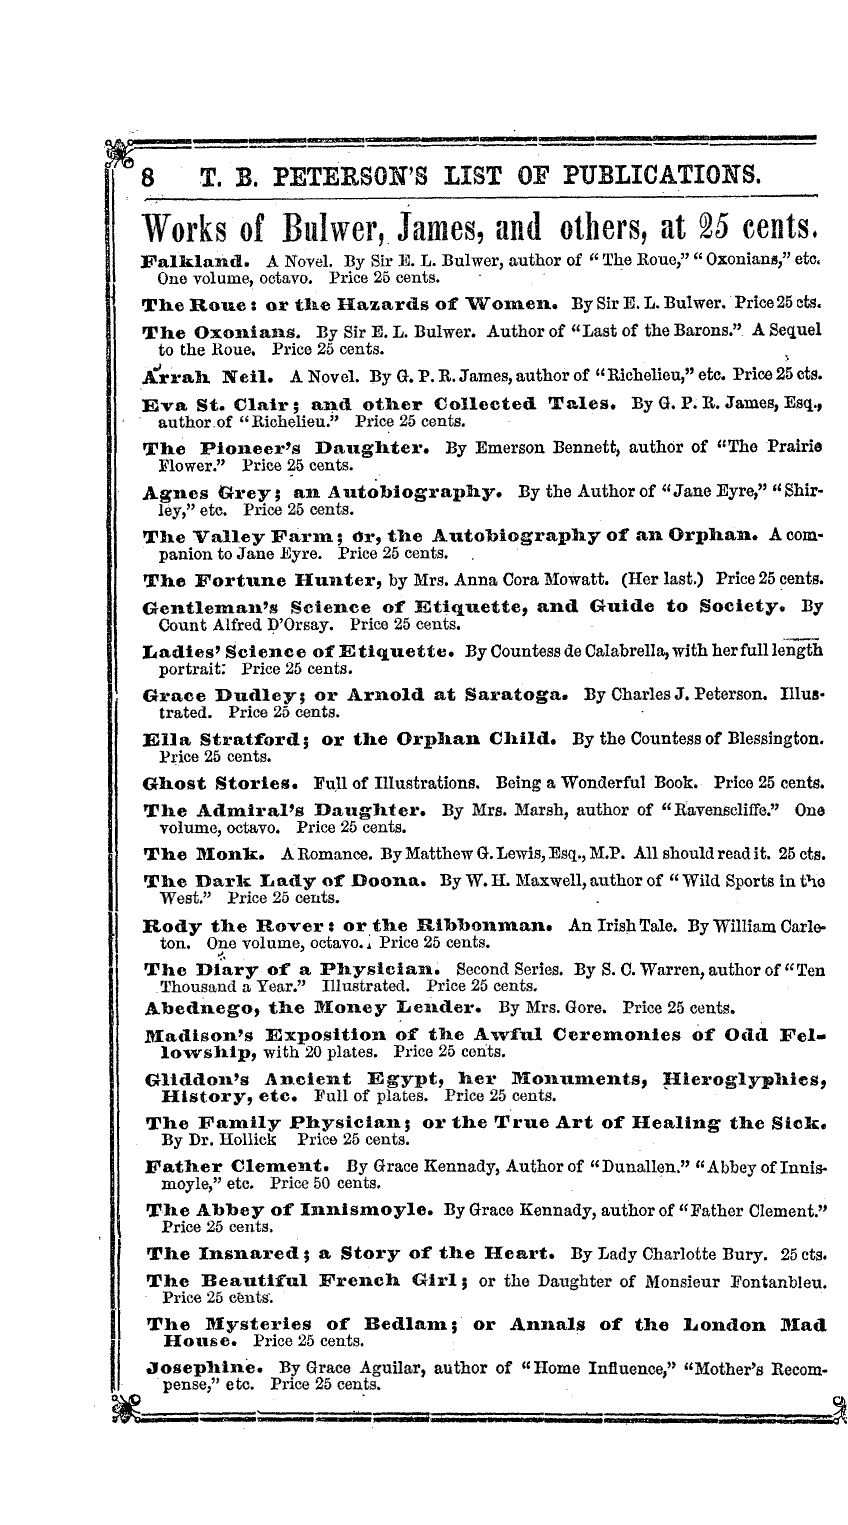 8 T. B. PETERSON'S LIST OF PUBLICATIONS.
Works of Bulwer, James, and others, at 25 cents.
Falkland. A Novel. By Sir E. L. Bulwer, author of "The Roue," "Oxonians," etc.
One volume, octavo. Price 25 cents.
The Roue: or the Hazards of Women. By Sir E. L. Bulwer. Price 25 cts.
The Oxonians. By Sir E. L. Bulwer. Author of "Last of the Barons." A Sequel
to the Roue. Price 25 cents.
Arrah Neil. A Novel. By G. P. R. James, author of "Richelieu," etc. Price 25 cts.
Eva St. Clair; and other Collected Tales. By G. P. R. James, Esq.,
author of "Richelieu." Price 25 cents.
The Pioneer's Daughter. By Emerson Bennett, author of "The Prairie
Flower." Price 25 cents.
Agnes Grey; an Autobiography. By the Author of "Jane Eyre," "Shir-
ley," etc. Price 25 cents.
The Valley Farm; or, the Autobiography of an Orphan. A com-
panion to Jane Eyre. Price 25 cents.
The Fortune Hunter, by Mrs. Anna Cora Mowatt. (Her last.) Price 25 cents.
Gentleman's Science of Etiquette, and Guide to Society. By
Count Alfred D'Orsay. Price 25 cents.
Ladies' Science of Etiquette. By Countess de Calabrella, with her full length
portrait. Price 25 cents.
Grace Dudley; or Arnold at Saratoga. By Charles J. Peterson. Illus-
trated. Price 25 cents.
Ella Stratford; or the Orphan Child. By the Countess of Blessington.
Price 25 cents.
Ghost Stories. Full of Illustrations. Being a Wonderful Book. Price 25 cents.
The Admiral's Daughter. By Mrs. Marsh, author of "Ravenscliffe." One
volume, octavo. Price 25 cents.
The Monk. A Romance. By Matthew G. Lewis, Esq., M.P. All should read it. 25 cts.
The Dark Lady of Doona. By W. H. Maxwell, author of "Wild Sports in the
West." Price 25 cents.
Rody the Rover: or the Ribbonman. An Irish Tale. By William Carle-
ton. One volume, octavo. Price 25 cents.
The Diary of a Physician. Second Series. By S. C. Warren, author of "Ten
Thousand a Year." Illustrated. Price 25 cents.
Abednego, the Money Lender. By Mrs. Gore. Price 25 cents.
Madison's Exposition of the Awful Ceremonies of Odd Fel-
lowship, with 20 plates. Price 25 cents.
Gliddon's Ancient Egypt, her Monuments, Hieroglyphics,
History, etc. Full of plates. Price 25 cents.
The Family Physician; or the True Art of Healing the Sick.
By Dr. Hollick Price 25 cents.
Father Clement. By Grace Kennady, Author of "Dunallen." "Abbey of Innis-
moyle," etc. Price 50 cents.
The Abbey of Innismoyle. By Grace Kennady, author of "Father Clement."
Price 25 cents.
The Insnared; a Story of the Heart. By Lady Charlotte Bury. 25 cts.
The Beautiful French Girl; or the Daughter of Monsieur Fontanbleu.
Price 25 cents.
The Mysteries of Bedlam; or Annals of the London Mad
House. Price 25 cents.
Josephine. By Grace Aguilar, author of "Home Influence," "Mother's Recom-
pense," etc. Price 25 cents.